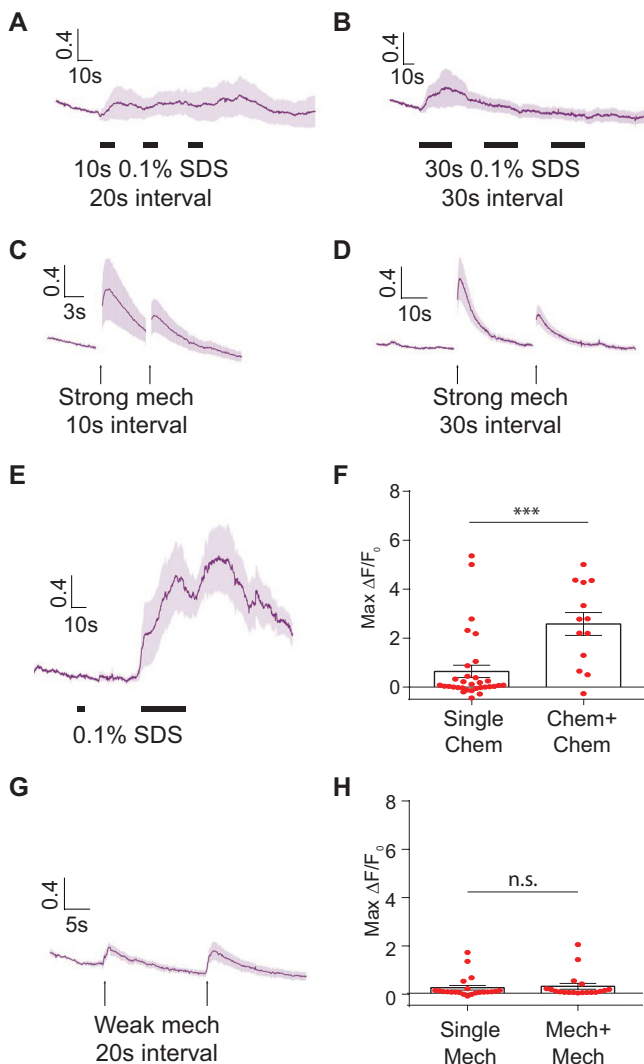 A
0.4
10s
10s 0.1% SDS
20s interval
B
0.4
10s
30s 0.1% SDS
30s interval
C
0.4
3s
Strong mech
10s interval
D
0.4
10s
Strong mech
30s interval
E
0.4
10s
0.1% SDS
F
Max ΔF/F0
8
6
4
2
0
***
Single
Chem
Chem+
Chem
G
0.4
5s
Weak mech
20s interval
H
Max ΔF/F0
8
6
4
2
0
n.s.
Single
Mech
Mech+
Mech